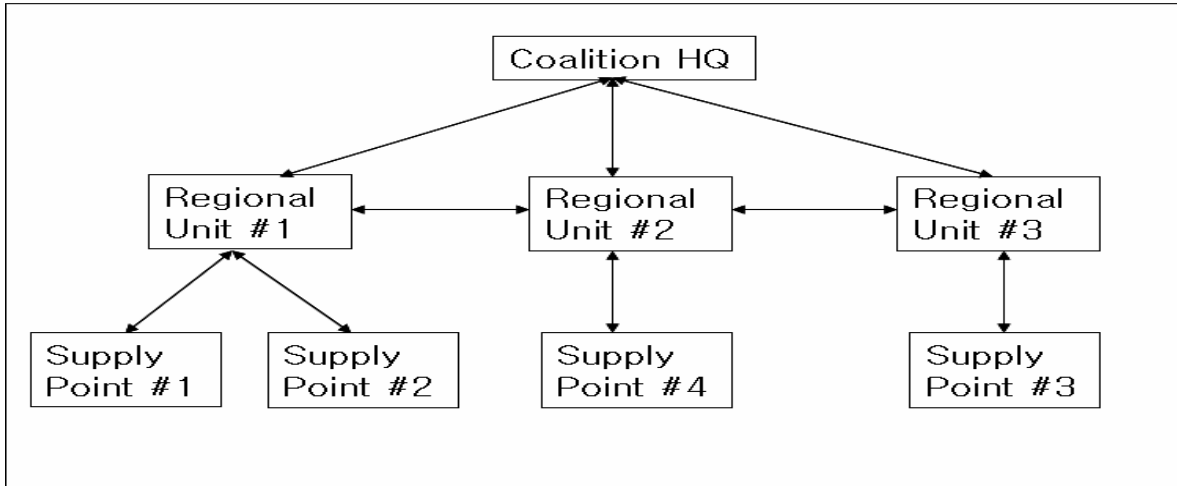 Coalition HQ
Regional
Unit #1
Regional
Unit #2
Regional
Unit #3
Supply
Point #1
Supply
Point #2
Supply
Point #4
Supply
Point #3